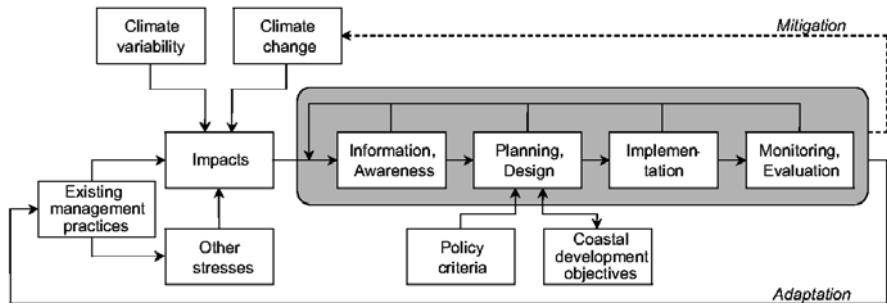 Climate
variability
Climate
change
Mitigation
Impacts
Information,
Awareness
Planning,
Design
Implemen-
tation
Monitoring,
Evaluation
Existing
management
practices
Other
stresses
Policy
criteria
Coastal
development
objectives
Adaptation